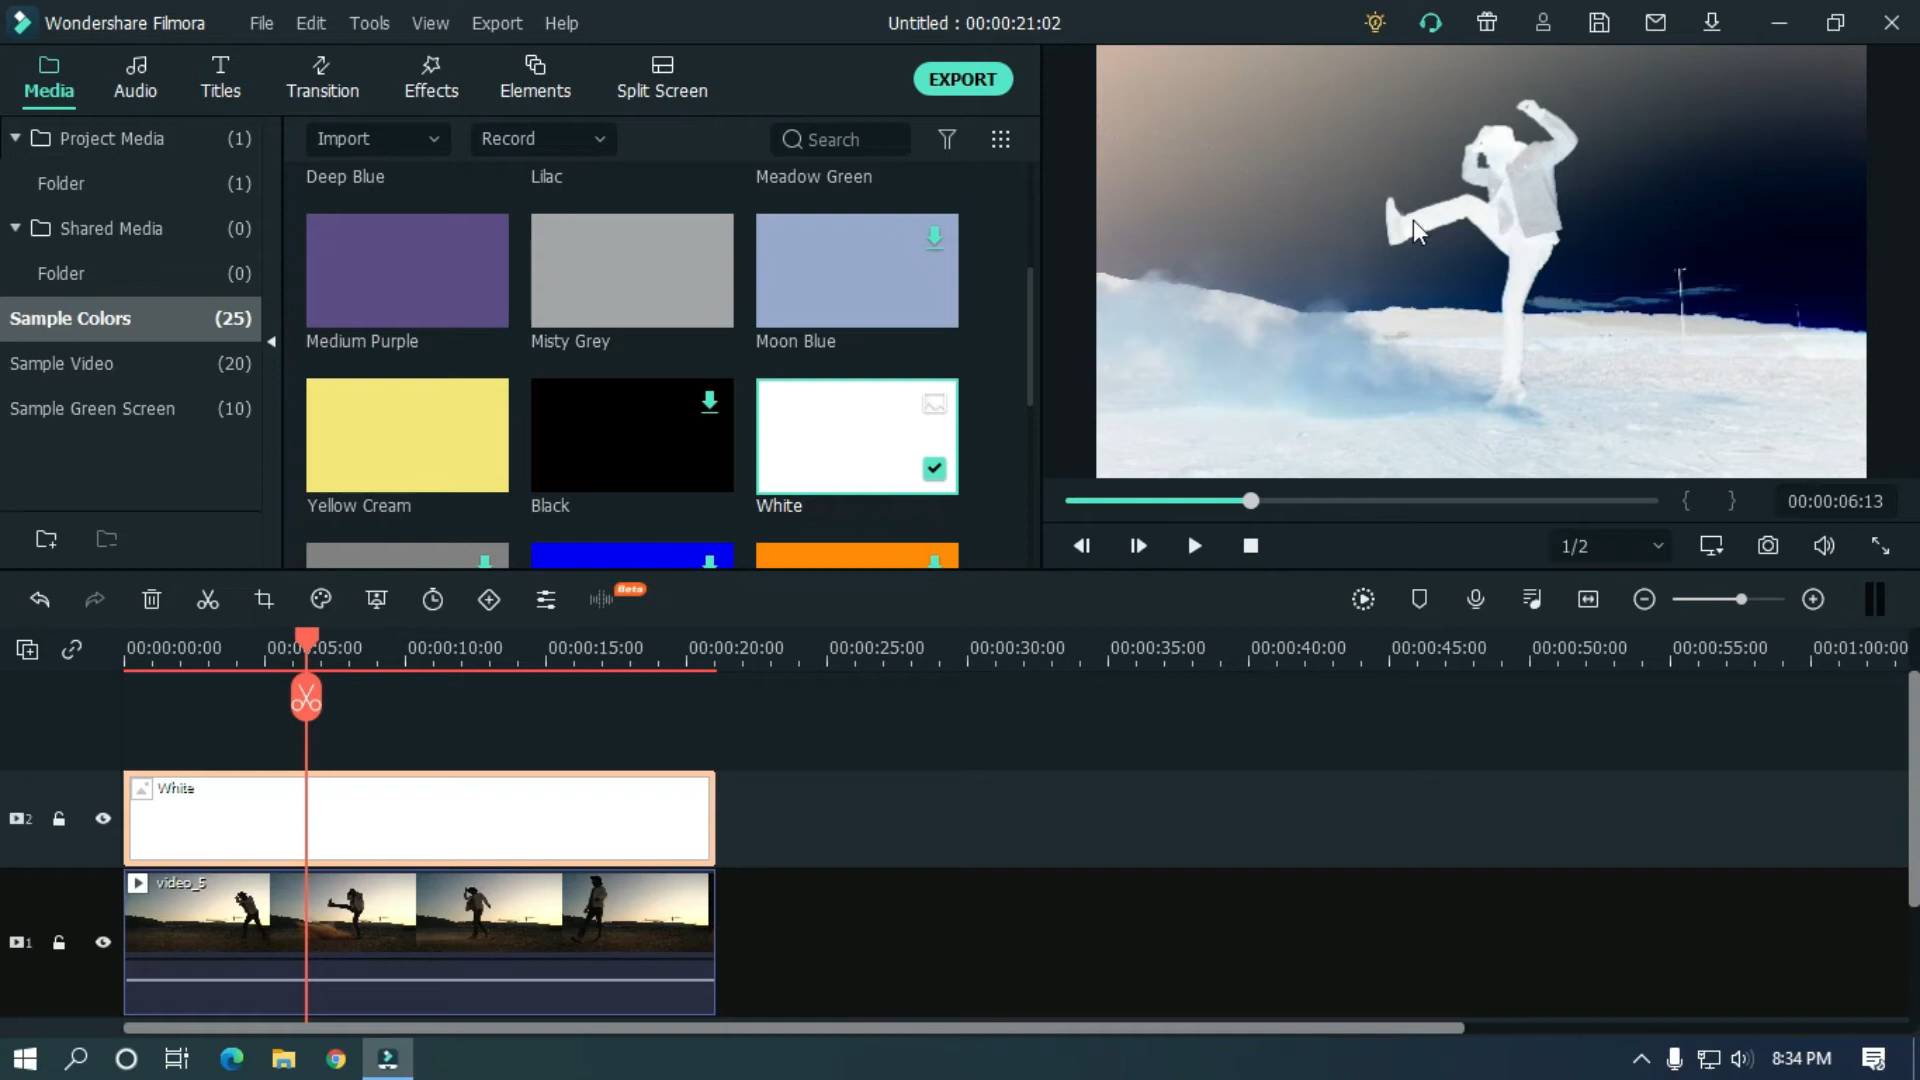 Wondershare Filmora File Edit Tools View Export Help Untitled : 00:00:21:02
Media Audio Titles Transition Effects Elements Split Screen EXPORT
Project Media (1) Import Record Search
Folder (1) Deep Blue Lilac Meadow Green
Shared Media (0)
Folder (0)
Sample Colors (25)
Medium Purple Misty Grey Moon Blue
Sample Video (20)
Sample Green Screen (10)
Yellow Cream Black White
00:00:06:13
1/2
Beta
00:00:00:00 00:00:05:00 00:00:10:00 00:00:15:00 00:00:20:00 00:00:25:00 00:00:30:00 00:00:35:00 00:00:40:00 00:00:45:00 00:00:50:00 00:00:55:00 00:01:00:00
White
2
video_5
1
8:34 PM